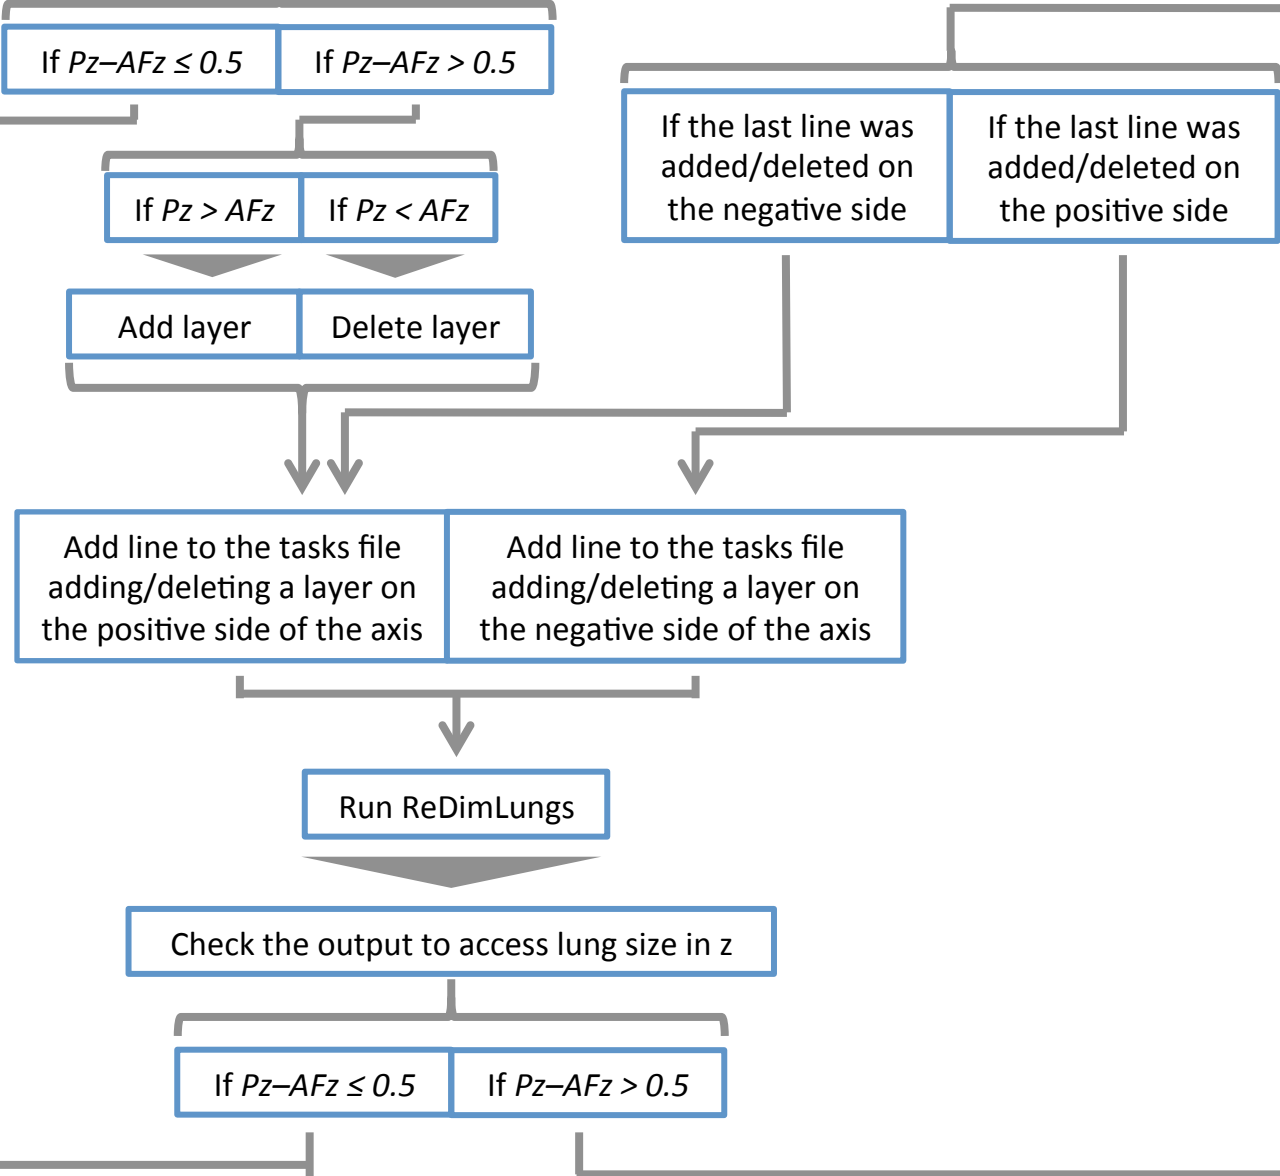 If Pz–AFz ≤ 0.5
If Pz–AFz > 0.5
If the last line was
added/deleted on
the negative side
If the last line was
added/deleted on
the positive side
If Pz > AFz
If Pz < AFz
Add layer
Delete layer
Add line to the tasks file
adding/deleting a layer on
the positive side of the axis
Add line to the tasks file
adding/deleting a layer on
the negative side of the axis
Run ReDimLungs
Check the output to access lung size in z
If Pz–AFz ≤ 0.5
If Pz–AFz > 0.5